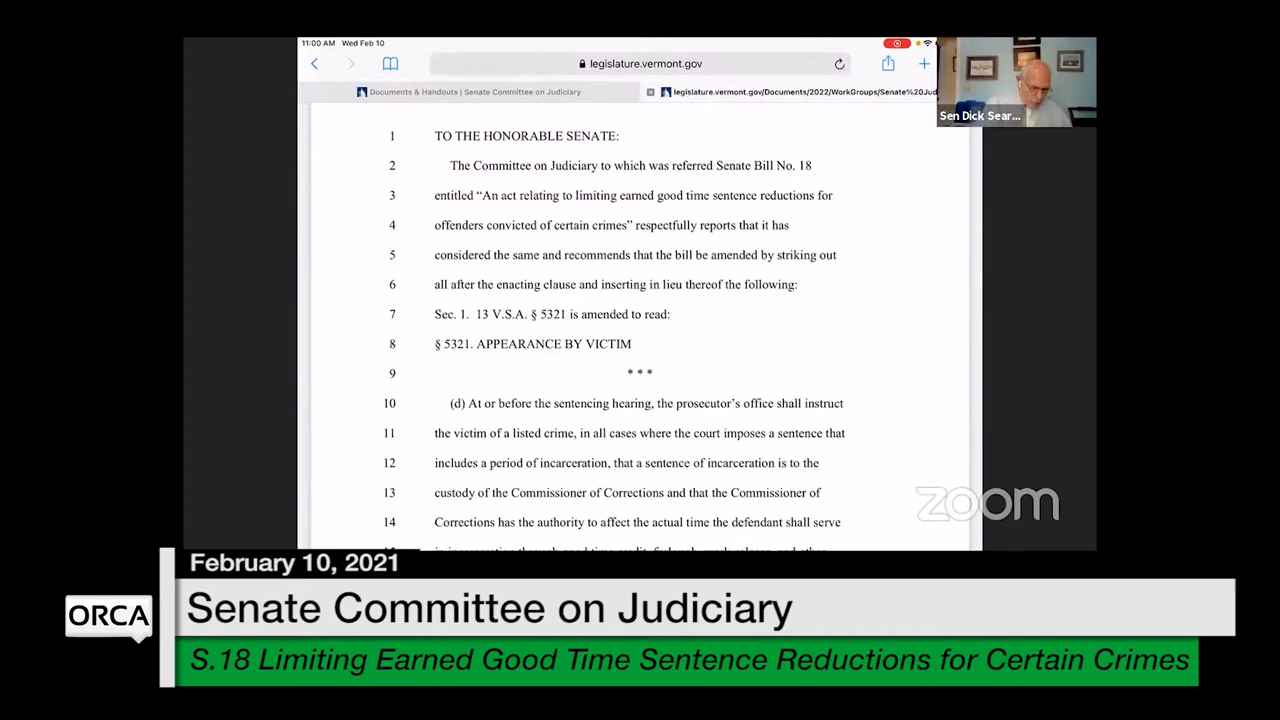 11:00 AM Wed Feb 10
legislature.vermont.gov
Documents & Handouts | Senate Committee on Judiciary
legislature.vermont.gov/Documents/2022/WorkGroups/Senate%20Jud
Sen Dick Sear...
1 TO THE HONORABLE SENATE:
2 The Committee on Judiciary to which was referred Senate Bill No. 18
3 entitled “An act relating to limiting earned good time sentence reductions for
4 offenders convicted of certain crimes” respectfully reports that it has
5 considered the same and recommends that the bill be amended by striking out
6 all after the enacting clause and inserting in lieu thereof the following:
7 Sec. 1. 13 V.S.A. § 5321 is amended to read:
8 § 5321. APPEARANCE BY VICTIM
9 * * *
10 (d) At or before the sentencing hearing, the prosecutor’s office shall instruct
11 the victim of a listed crime, in all cases where the court imposes a sentence that
12 includes a period of incarceration, that a sentence of incarceration is to the
13 custody of the Commissioner of Corrections and that the Commissioner of
14 Corrections has the authority to affect the actual time the defendant shall serve
zoom
February 10, 2021
ORCA
Senate Committee on Judiciary
S.18 Limiting Earned Good Time Sentence Reductions for Certain Crimes